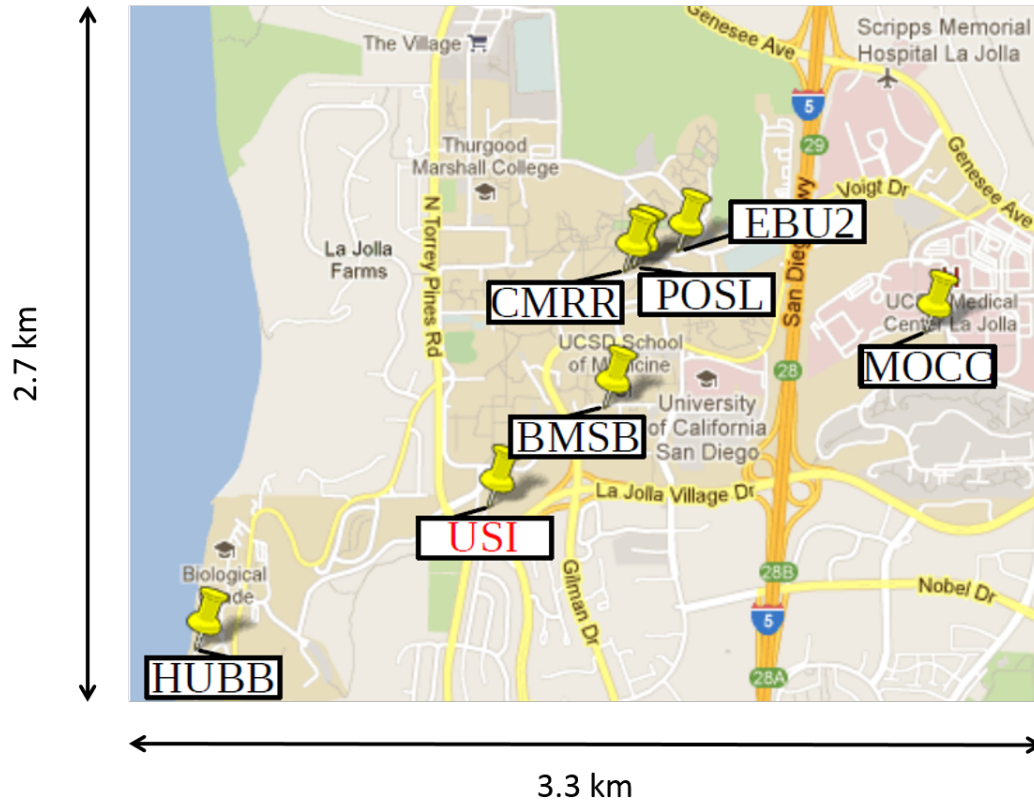 Genesee Ave
Scripps Memorial
Hospital La Jolla
The Village
5
29
Thurgood
Marshall College
Genesee Ave
Voigt Dr
N Torrey Pines Rd
La Jolla
Farms
EBU2
CMRR
POSL
Medical
Center La Jolla
2.7 km
UCSD School
of Medicine
28
MOCC
University
of California
San Diego
BMSB
La Jolla Village Dr
USI
Biological
28B
Nobel Dr
Gilman Dr
5
HUBB
28A
3.3 km